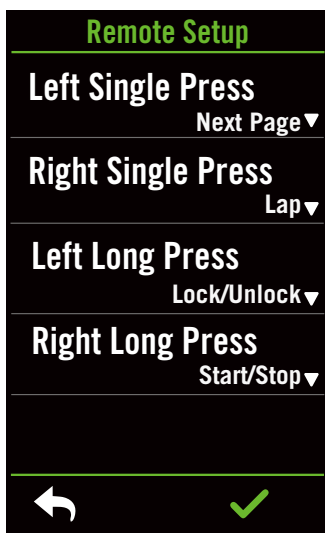 Remote Setup
Left Single Press
Next Page
Right Single Press
Lap
Left Long Press
Lock/Unlock
Right Long Press
Start/Stop